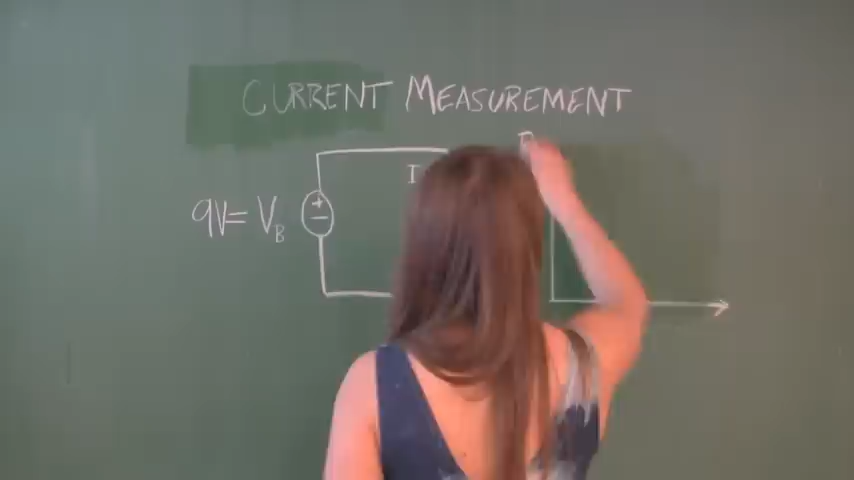 CURRENT MEASUREMENT
I
9V = V_B
+
−